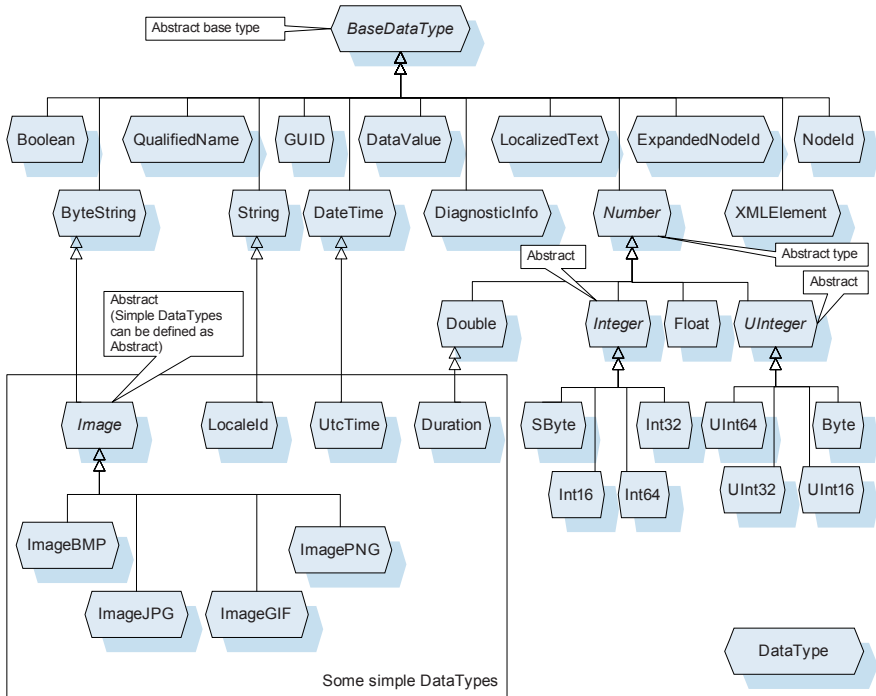 Abstract base type
BaseDataType
Boolean
QualifiedName
GUID
DataValue
LocalizedText
ExpandedNodeId
NodeId
ByteString
String
DateTime
DiagnosticInfo
Number
XMLElement
Abstract
Abstract type
Abstract
Abstract
(Simple DataTypes
can be defined as
Abstract)
Double
Integer
Float
UInteger
Image
LocaleId
UtcTime
Duration
SByte
Int32
UInt64
Byte
Int16
Int64
UInt32
UInt16
ImageBMP
ImagePNG
ImageJPG
ImageGIF
DataType
Some simple DataTypes